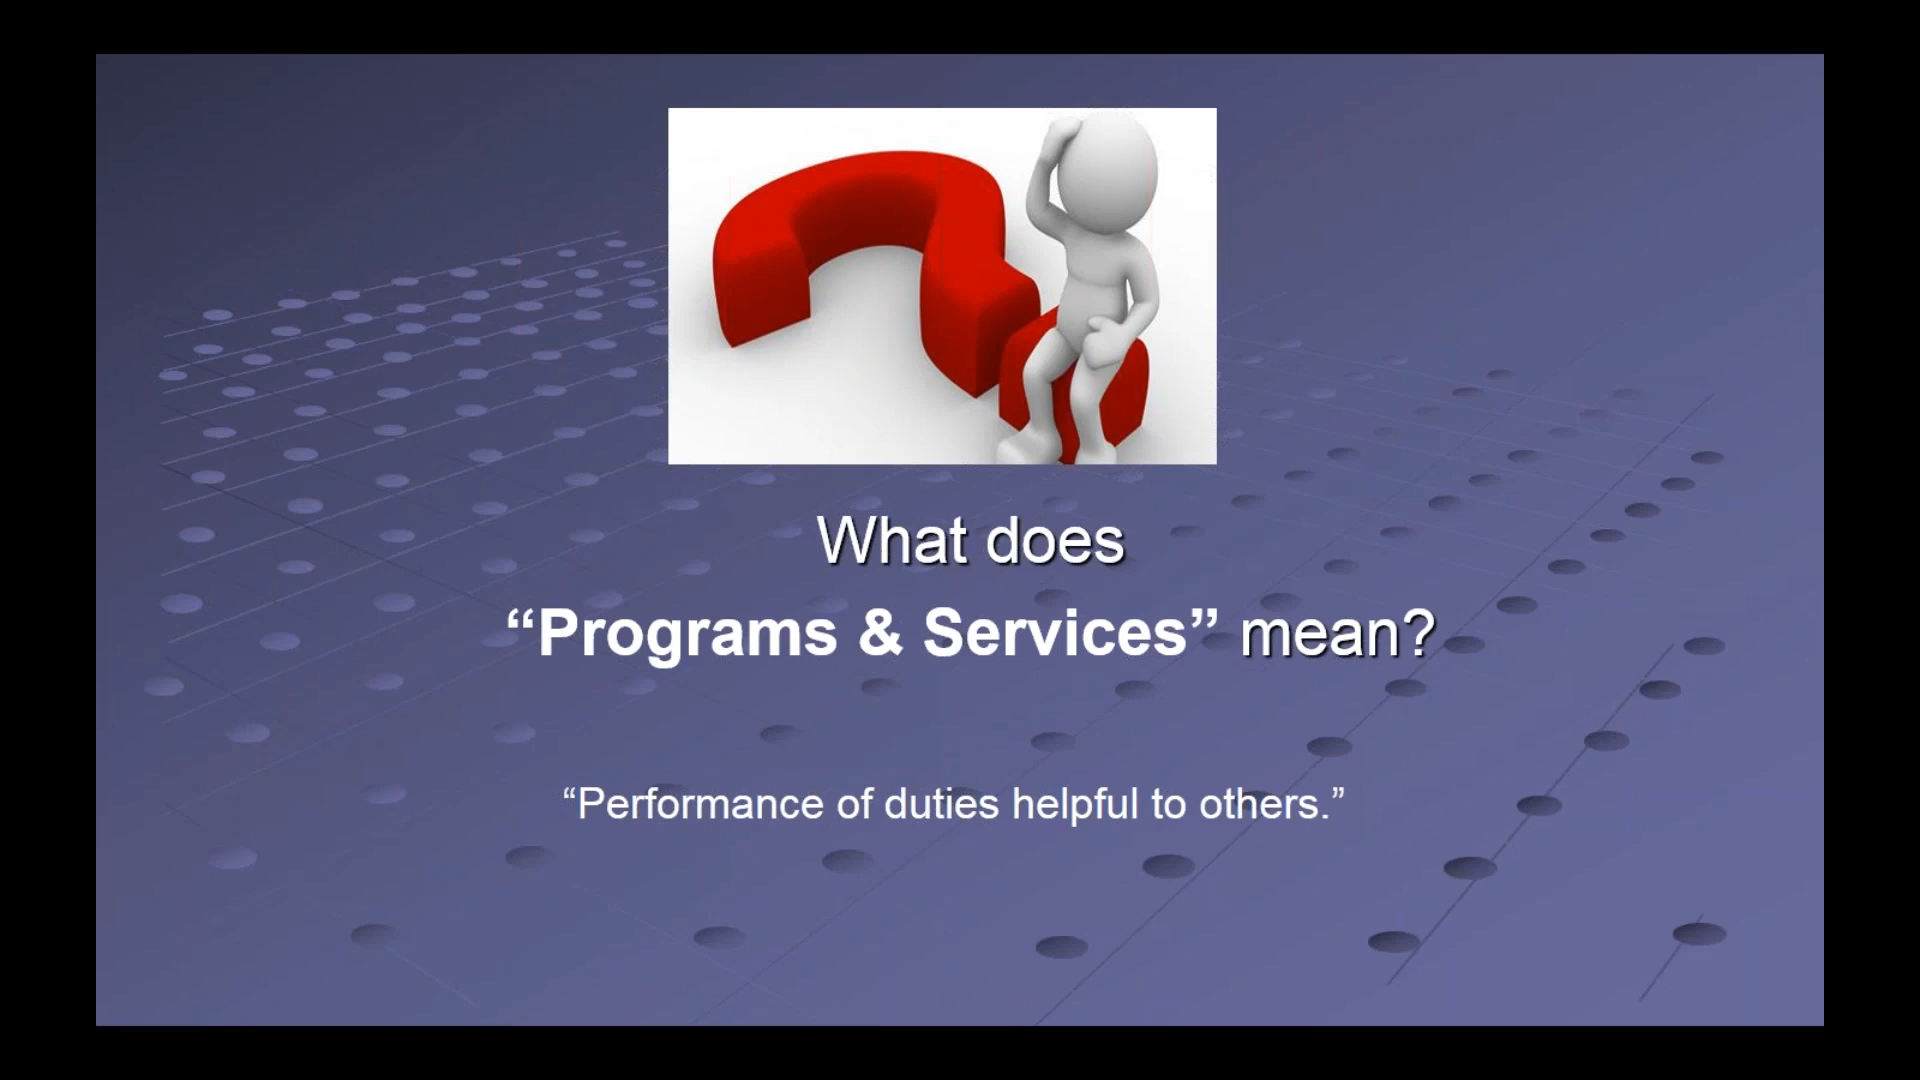 What does
“Programs & Services” mean?
“Performance of duties helpful to others.”